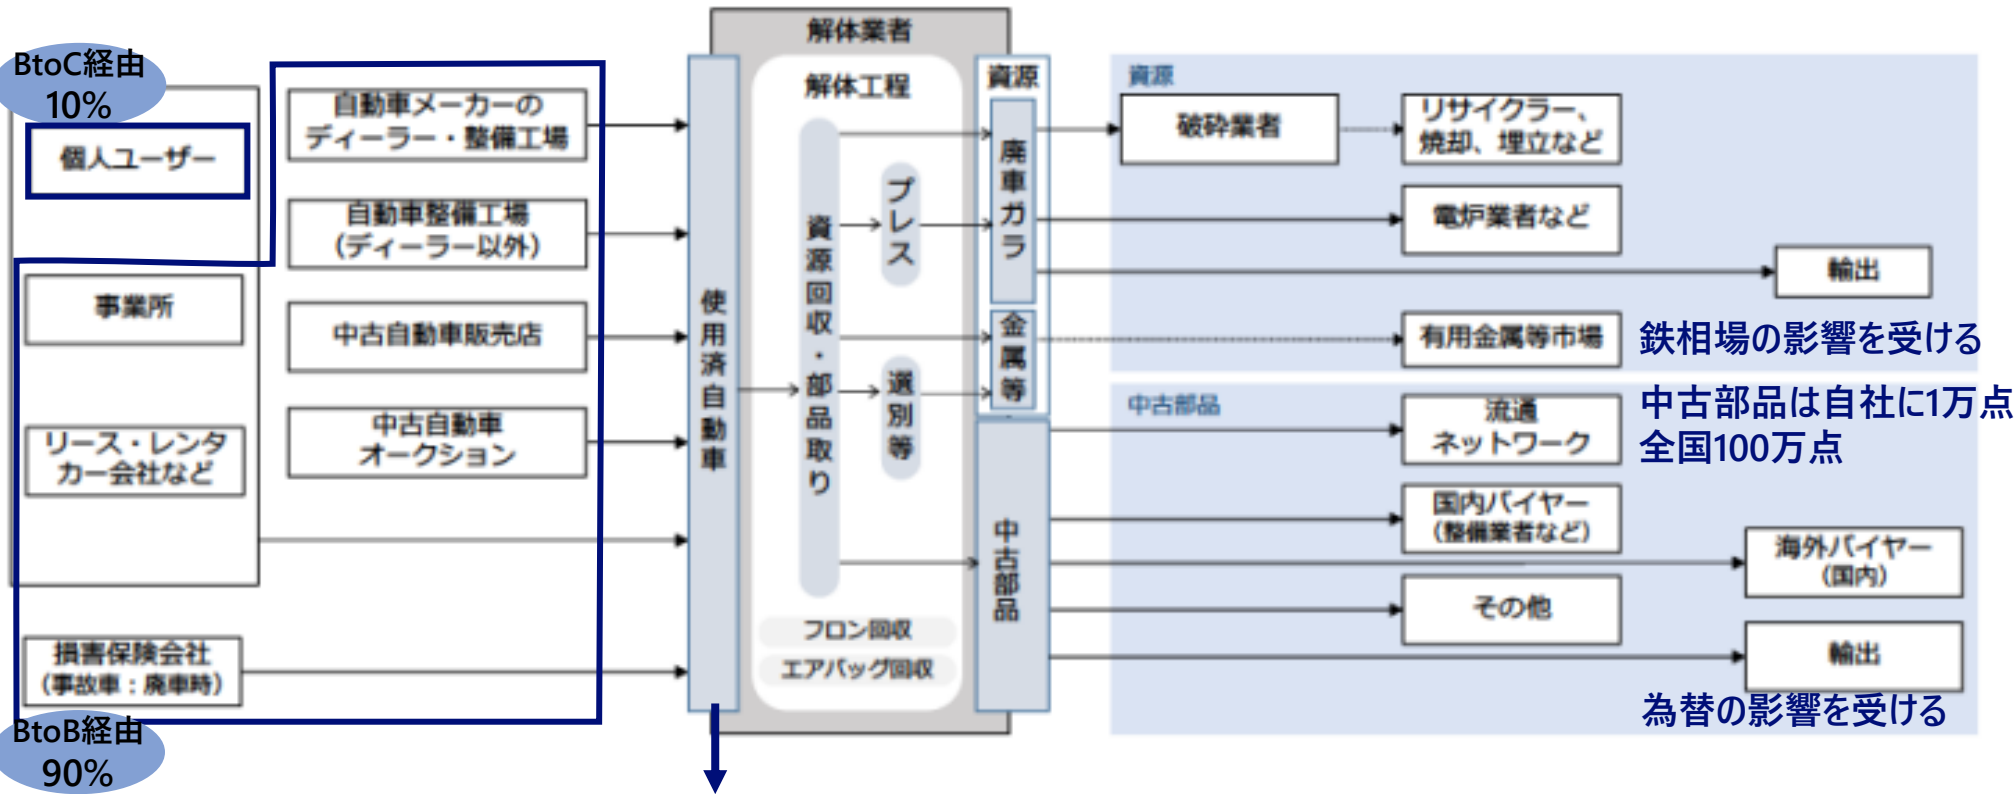 BtoC経由
10%
個人ユーザー
事業所
リース・レンタ
カー会社など
損害保険会社
（事故車：廃車時）
BtoB経由
90%
自動車メーカーの
ディーラー・整備工場
自動車整備工場
（ディーラー以外）
中古自動車販売店
中古自動車
オークション
使用済自動車
解体業者
解体工程
資源回収・部品取り
プレス
選別等
フロン回収
エアバッグ回収
資源
廃車ガラ
金属等
中古部品
資源
破砕業者
リサイクラー、
焼却、埋立など
電炉業者など
輸出
有用金属等市場
鉄相場の影響を受ける
中古部品
流通
ネットワーク
中古部品は自社に1万点
全国100万点
国内バイヤー
（整備業者など）
海外バイヤー
（国内）
その他
輸出
為替の影響を受ける